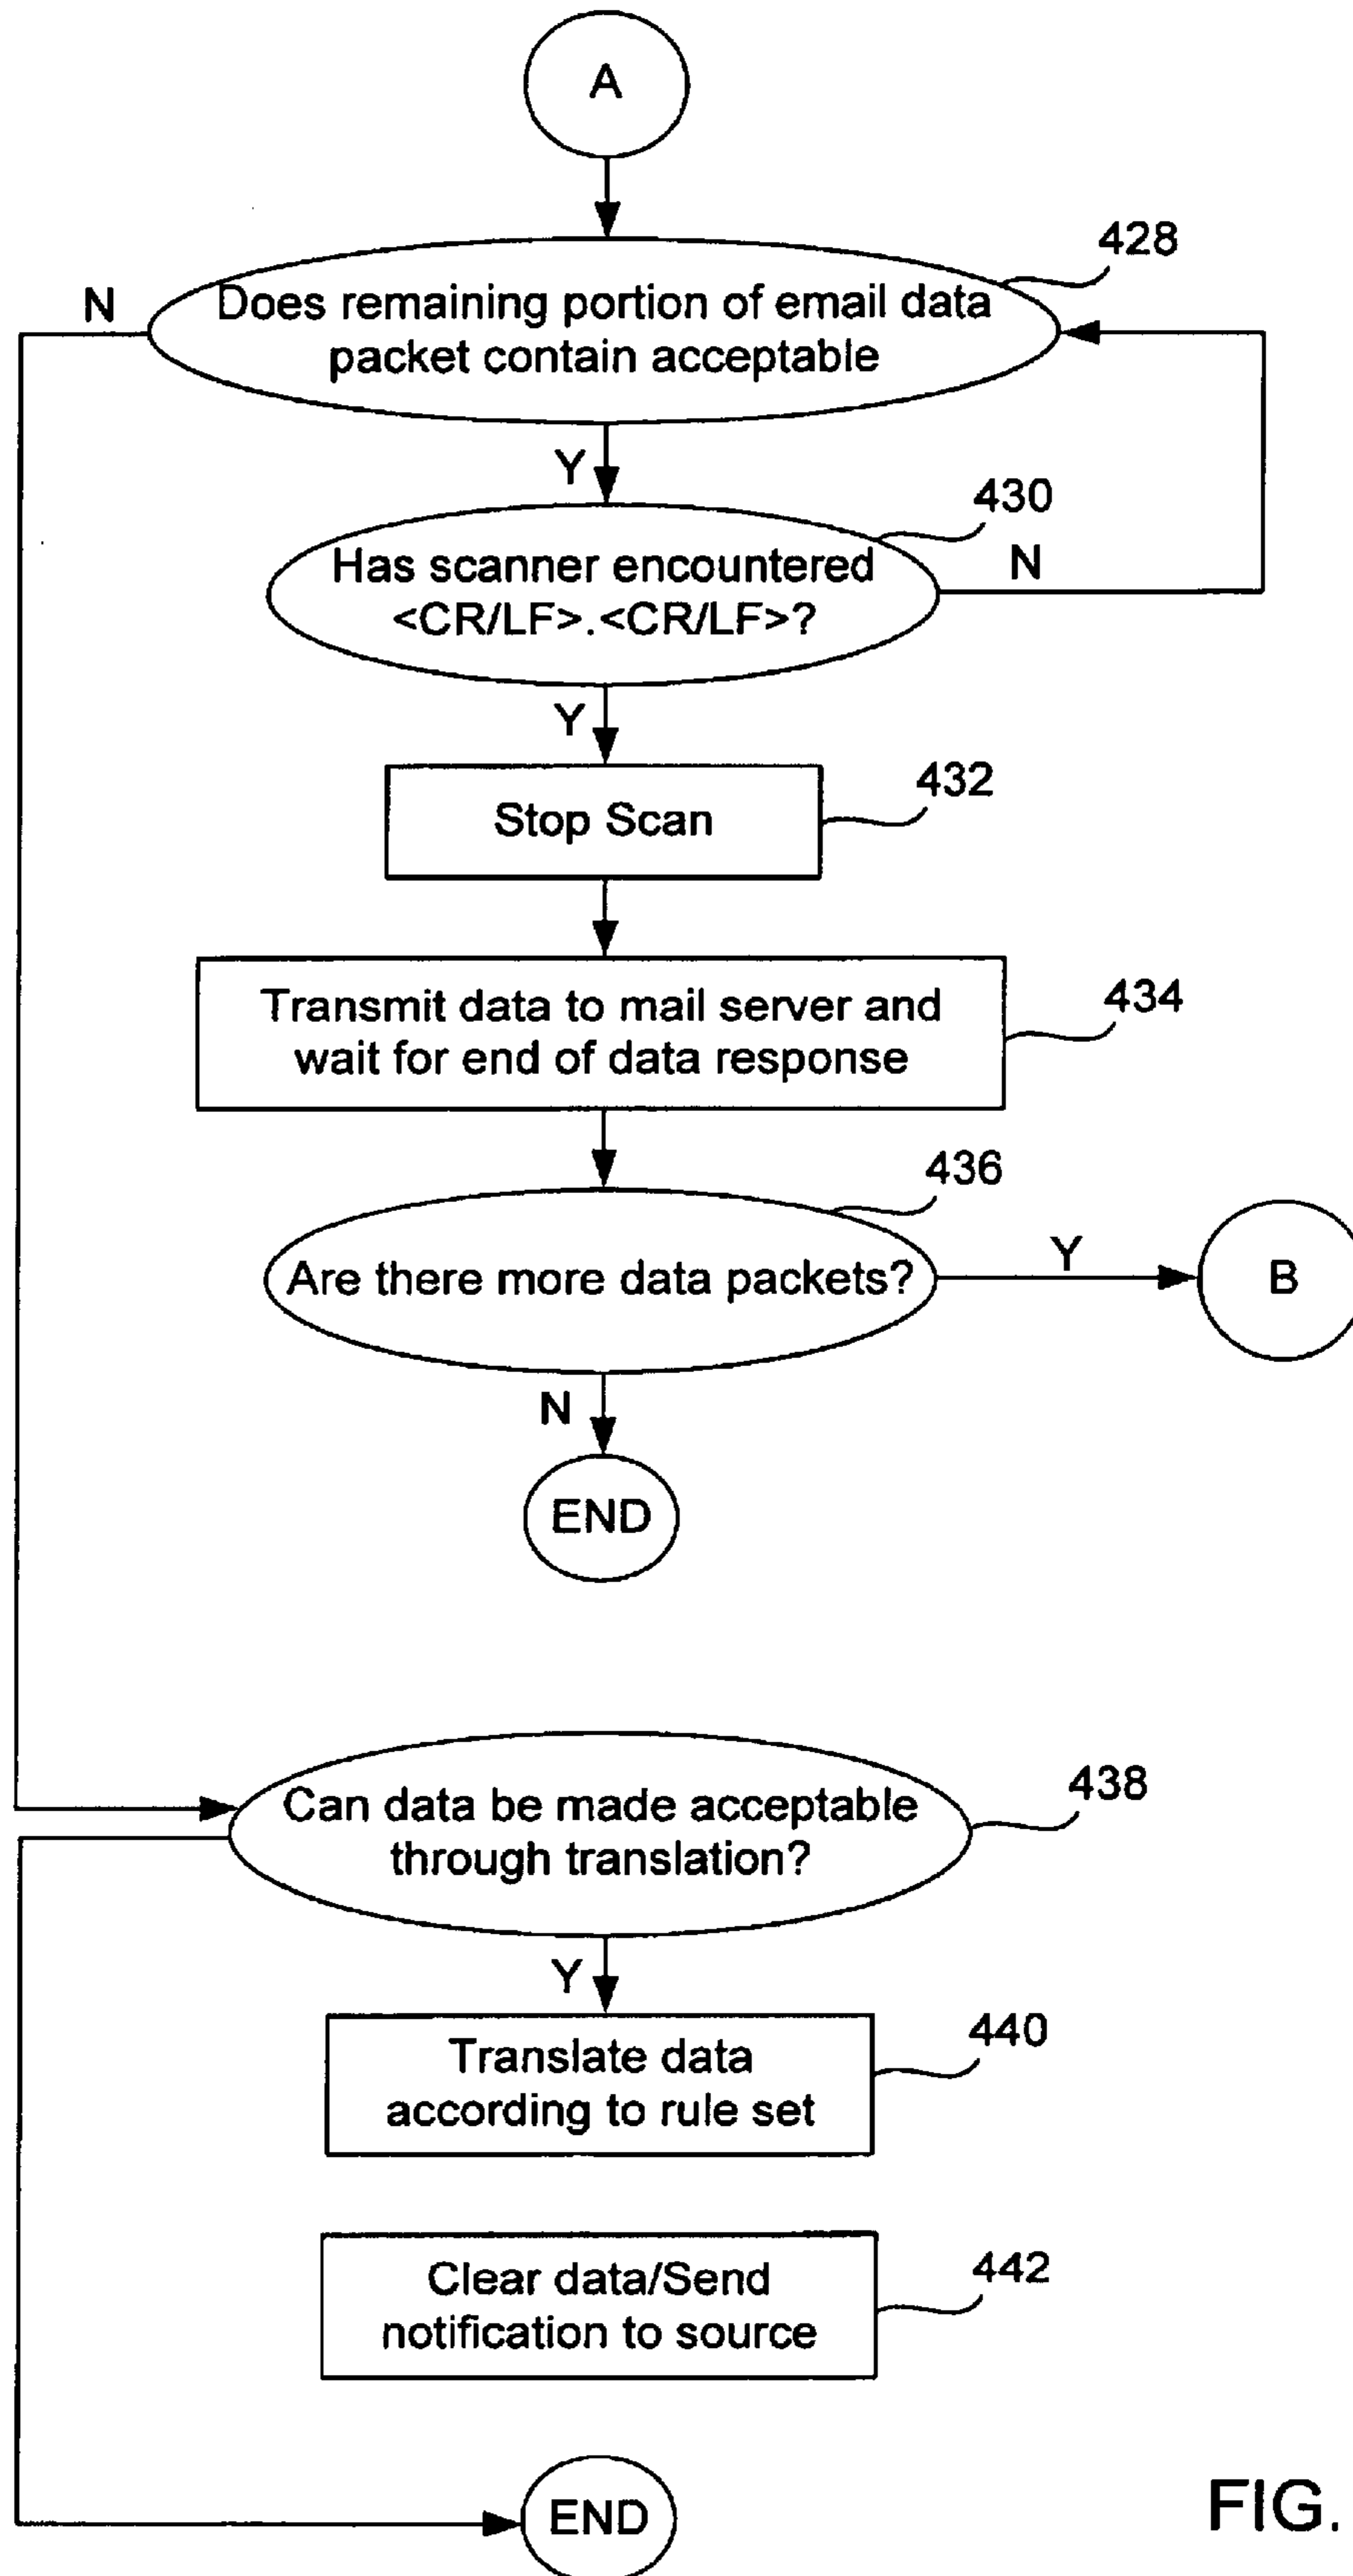 A
428
N
Does remaining portion of email data
packet contain acceptable
Y
430
Has scanner encountered
<CR/LF>.<CR/LF>?
N
Y
432
Stop Scan
434
Transmit data to mail server and
wait for end of data response
436
Are there more data packets?
Y
B
N
END
438
Can data be made acceptable
through translation?
Y
440
Translate data
according to rule set
442
Clear data/Send
notification to source
END
FIG.